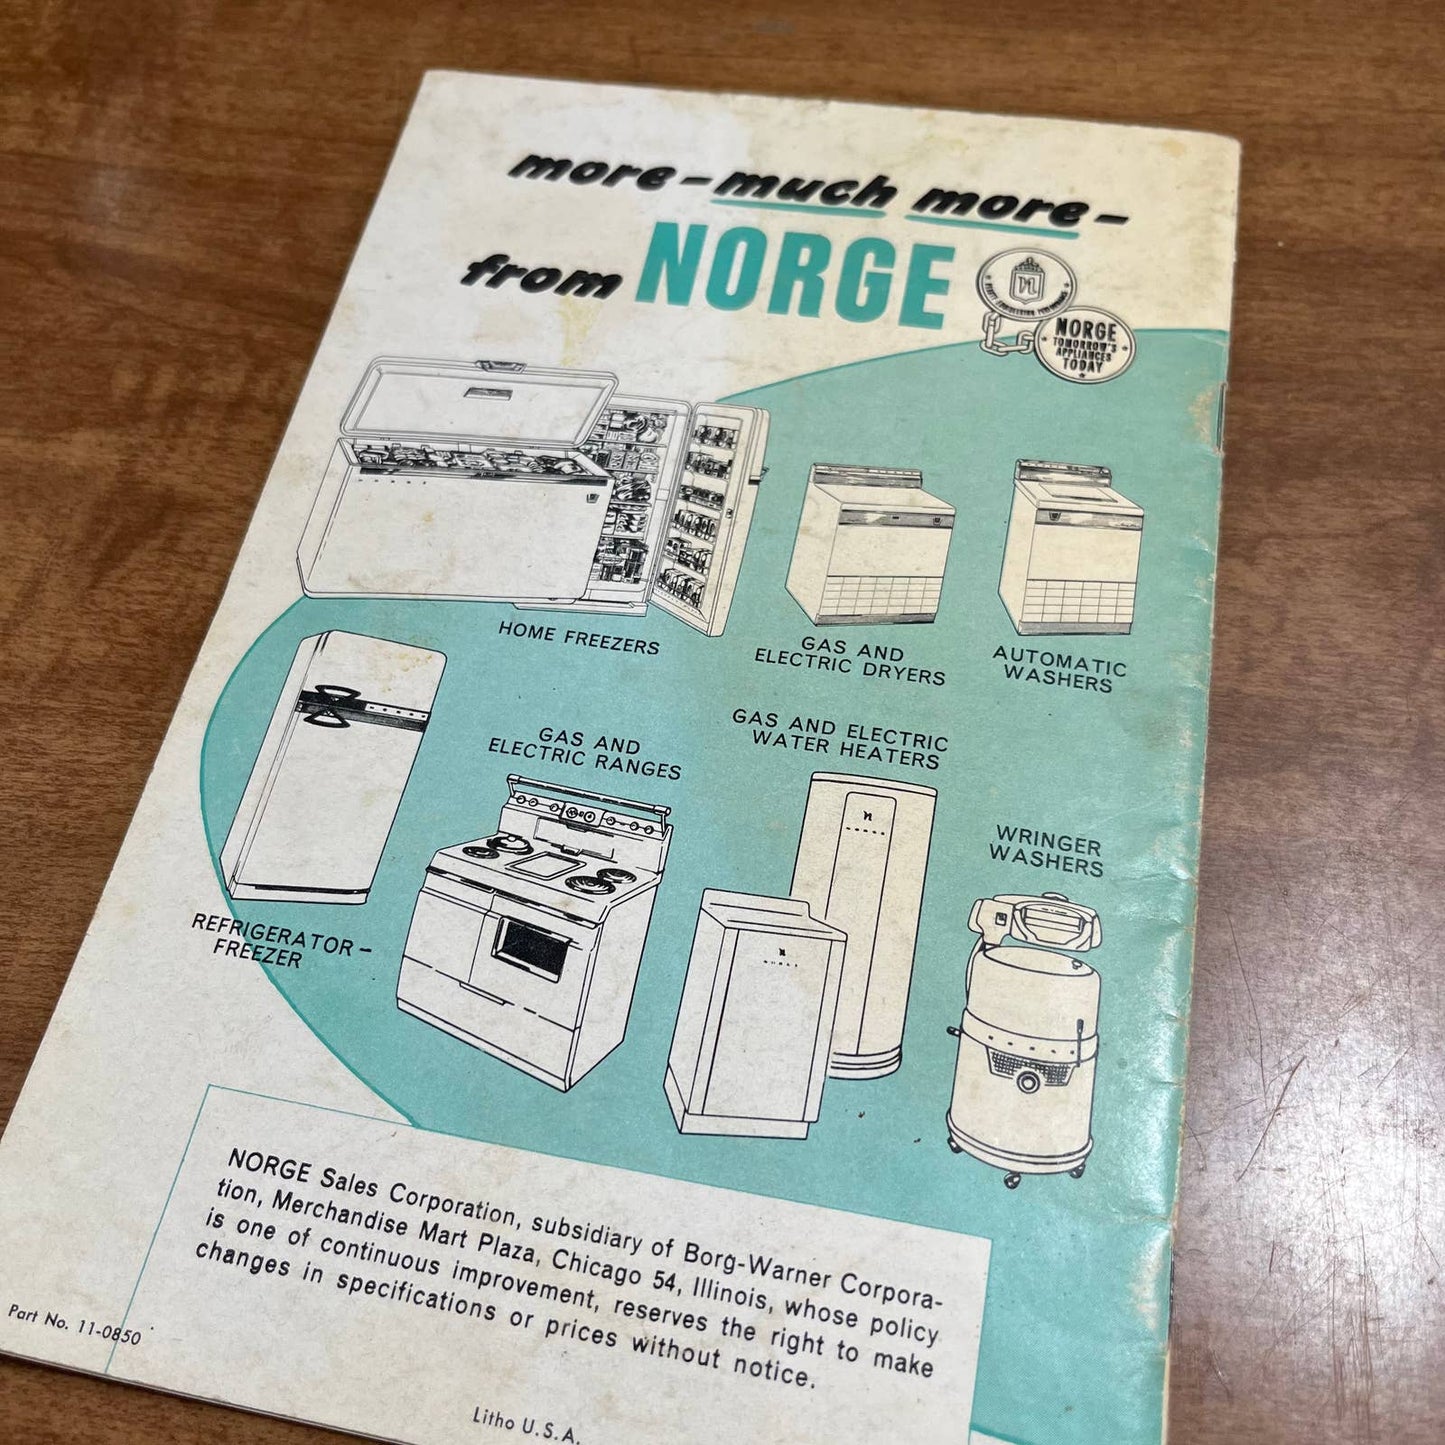 more - much more -
from NORGE
NORGE
TOMORROW'S
APPLIANCES
TODAY
HOME FREEZERS
GAS AND
ELECTRIC DRYERS
AUTOMATIC
WASHERS
GAS AND
ELECTRIC RANGES
GAS AND ELECTRIC
WATER HEATERS
WRINGER
WASHERS
REFRIGERATOR –
FREEZER
NORGE Sales Corporation, subsidiary of Borg-Warner Corpora-
tion, Merchandise Mart Plaza, Chicago 54, Illinois, whose policy
is one of continuous improvement, reserves the right to make
changes in specifications or prices without notice.
Part No. 11-0850
Litho U.S.A.